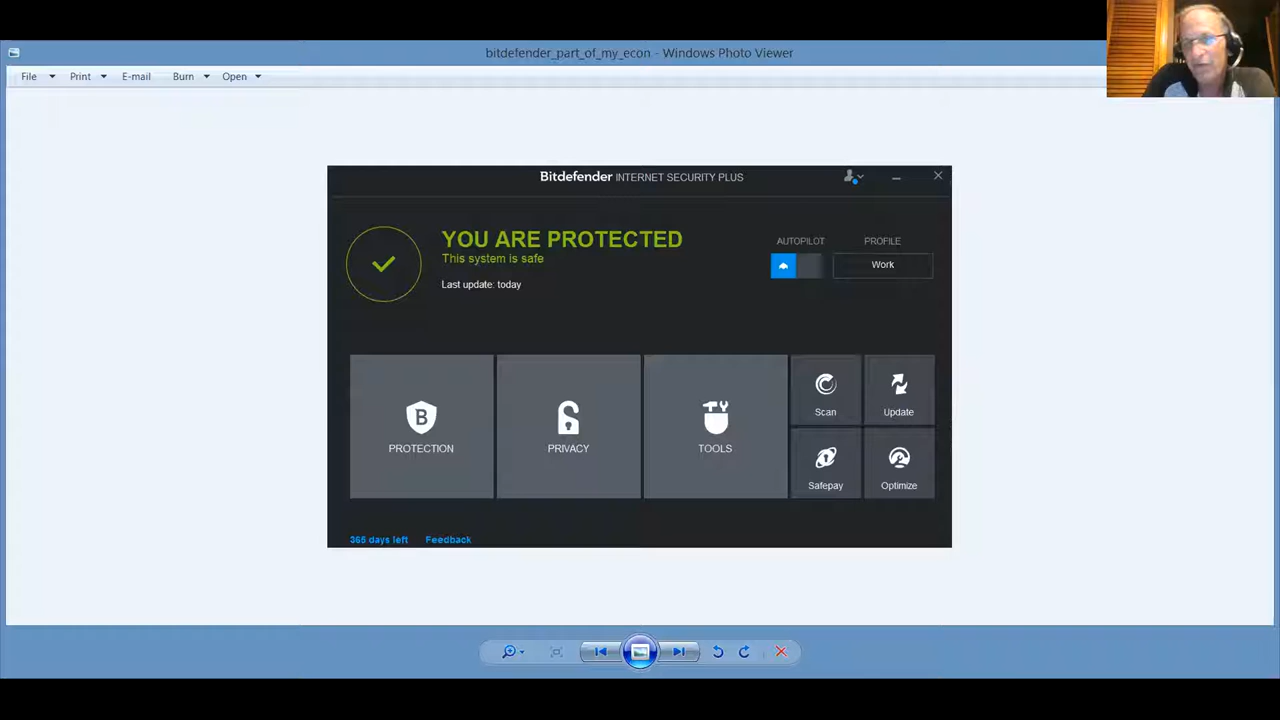 bitdefender_part_of_my_econ - Windows Photo Viewer
File Print E-mail Burn Open
Bitdefender INTERNET SECURITY PLUS
YOU ARE PROTECTED
This system is safe
Last update: today
AUTOPILOT PROFILE
Work
B
PROTECTION PRIVACY TOOLS
Scan Update
Safepay Optimize
365 days left Feedback